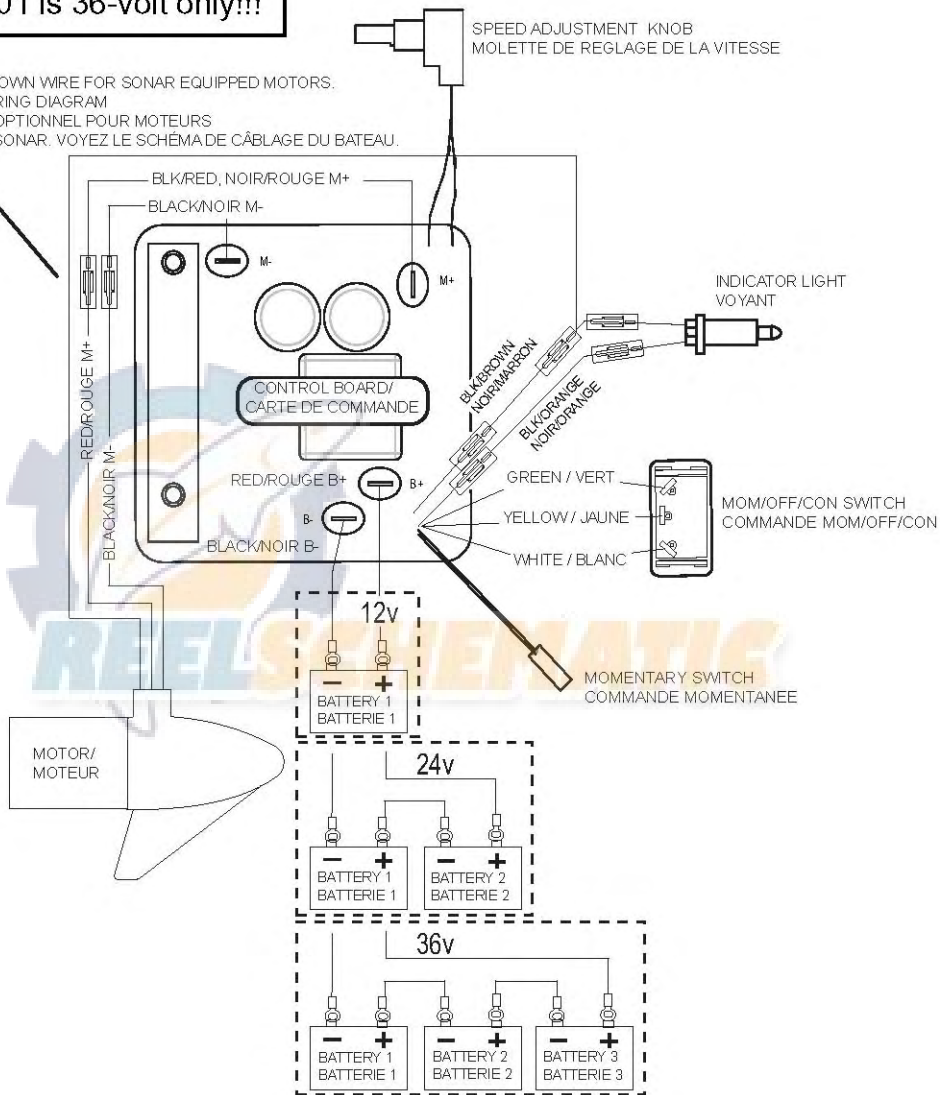 is 36-volt only!!!
SPEED ADJUSTMENT KNOB
MOLETTE DE REGLAGE DE LA VITESSE
WIRE FOR SONAR EQUIPPED MOTORS.
DIAGRAM
OPTIONNEL POUR MOTEURS
SONAR. VOYEZ LE SCHÉMA DE CÂBLAGE DU BATEAU.
BLK/RED, NOIR/ROUGE M+
BLACK/NOIR M-
M-
M+
INDICATOR LIGHT
VOYANT
RED/ROUGE M+
BLACK/NOIR M-
CONTROL BOARD/
CARTE DE COMMANDE
BLK/BROWN
NOIR/MARRON
BLK/ORANGE
NOIR/ORANGE
RED/ROUGE B+
B+
B-
BLACK/NOIR B-
GREEN / VERT
YELLOW / JAUNE
WHITE / BLANC
MOM/OFF/CON SWITCH
COMMANDE MOM/OFF/CON
REELSCHEMATIC
MOMENTARY SWITCH
COMMANDE MOMENTANEE
MOTOR/
MOTEUR
12v
- +
BATTERY 1
BATTERIE 1
24v
- + - +
BATTERY 1 BATTERY 2
BATTERIE 1 BATTERIE 2
36v
- + - + - +
BATTERY 1 BATTERY 2 BATTERY 3
BATTERIE 1 BATTERIE 2 BATTERIE 3